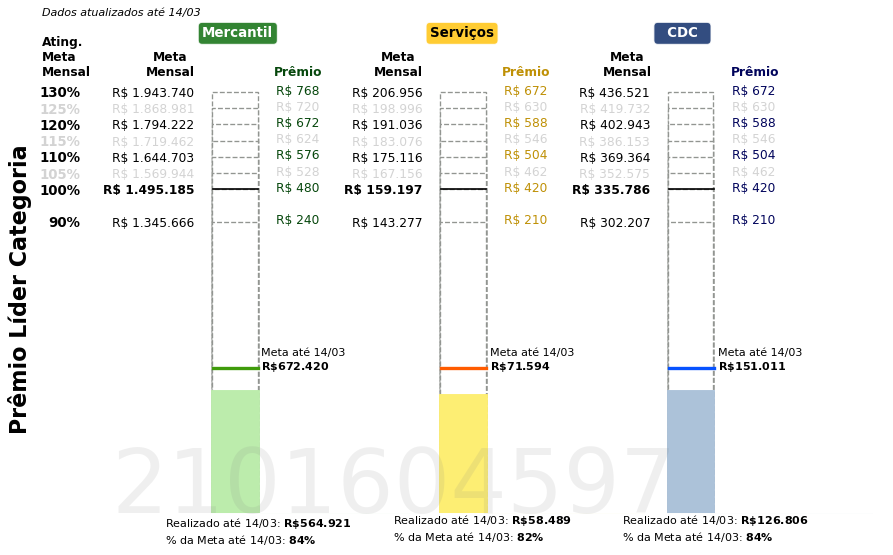 Dados atualizados até 14/03
Mercantil Serviços CDC
Ating. Meta Mensal Meta Mensal Prêmio Meta Mensal Prêmio Meta Mensal Prêmio
130% R$ 1.943.740 R$ 768 R$ 206.956 R$ 672 R$ 436.521 R$ 672
125% R$ 1.868.981 R$ 720 R$ 198.996 R$ 630 R$ 419.732 R$ 630
120% R$ 1.794.222 R$ 672 R$ 191.036 R$ 588 R$ 402.943 R$ 588
115% R$ 1.719.462 R$ 624 R$ 183.076 R$ 546 R$ 386.153 R$ 546
110% R$ 1.644.703 R$ 576 R$ 175.116 R$ 504 R$ 369.364 R$ 504
105% R$ 1.569.944 R$ 528 R$ 167.156 R$ 462 R$ 352.575 R$ 462
100% R$ 1.495.185 R$ 480 R$ 159.197 R$ 420 R$ 335.786 R$ 420
90% R$ 1.345.666 R$ 240 R$ 143.277 R$ 210 R$ 302.207 R$ 210
Prêmio Líder Categoria
Meta até 14/03 Meta até 14/03 Meta até 14/03
R$672.420 R$71.594 R$151.011
2101604597
Realizado até 14/03: R$564.921 Realizado até 14/03: R$58.489 Realizado até 14/03: R$126.806
% da Meta até 14/03: 84% % da Meta até 14/03: 82% % da Meta até 14/03: 84%